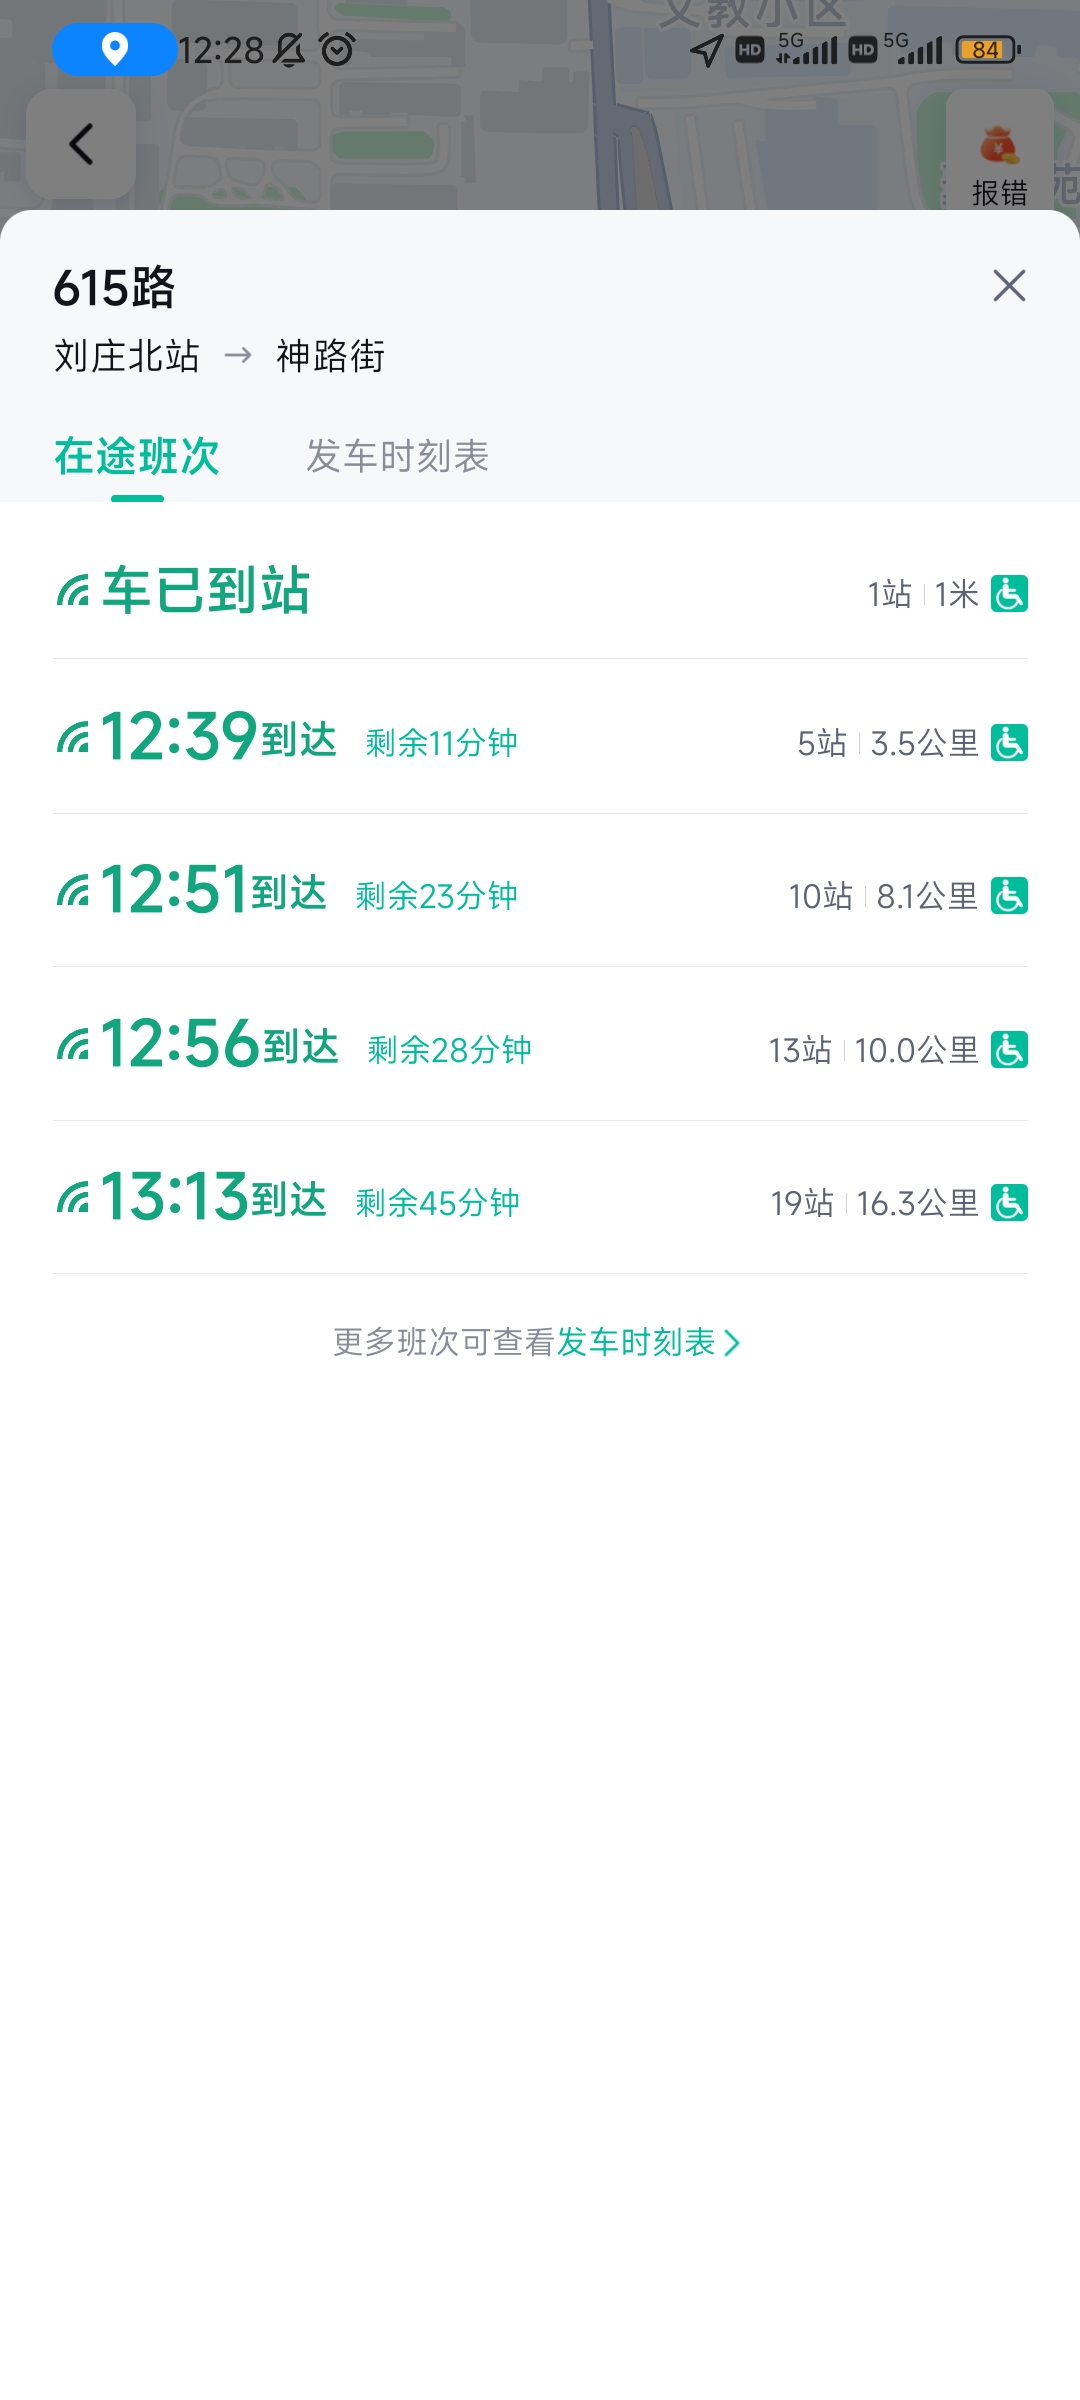 文教小区
12:28
HD 5G HD 5G 84
报错
苑
615路
刘庄北站 → 神路街
在途班次 发车时刻表
车已到站 1站 1米
12:39到达 剩余11分钟 5站 3.5公里
12:51到达 剩余23分钟 10站 8.1公里
12:56到达 剩余28分钟 13站 10.0公里
13:13到达 剩余45分钟 19站 16.3公里
更多班次可查看发车时刻表